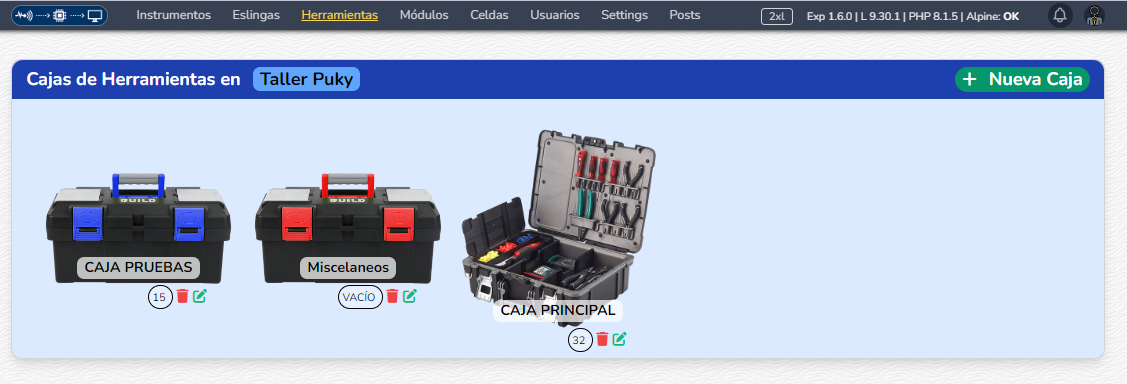 Instrumentos Eslingas Herramientas Módulos Celdas Usuarios Settings Posts 2xl Exp 1.6.0 | L 9.30.1 | PHP 8.1.5 | Alpine: OK
Cajas de Herramientas en Taller Puky + Nueva Caja
BUILD BUILD
CAJA PRUEBAS Miscelaneos
15 VACÍO
CAJA PRINCIPAL
32